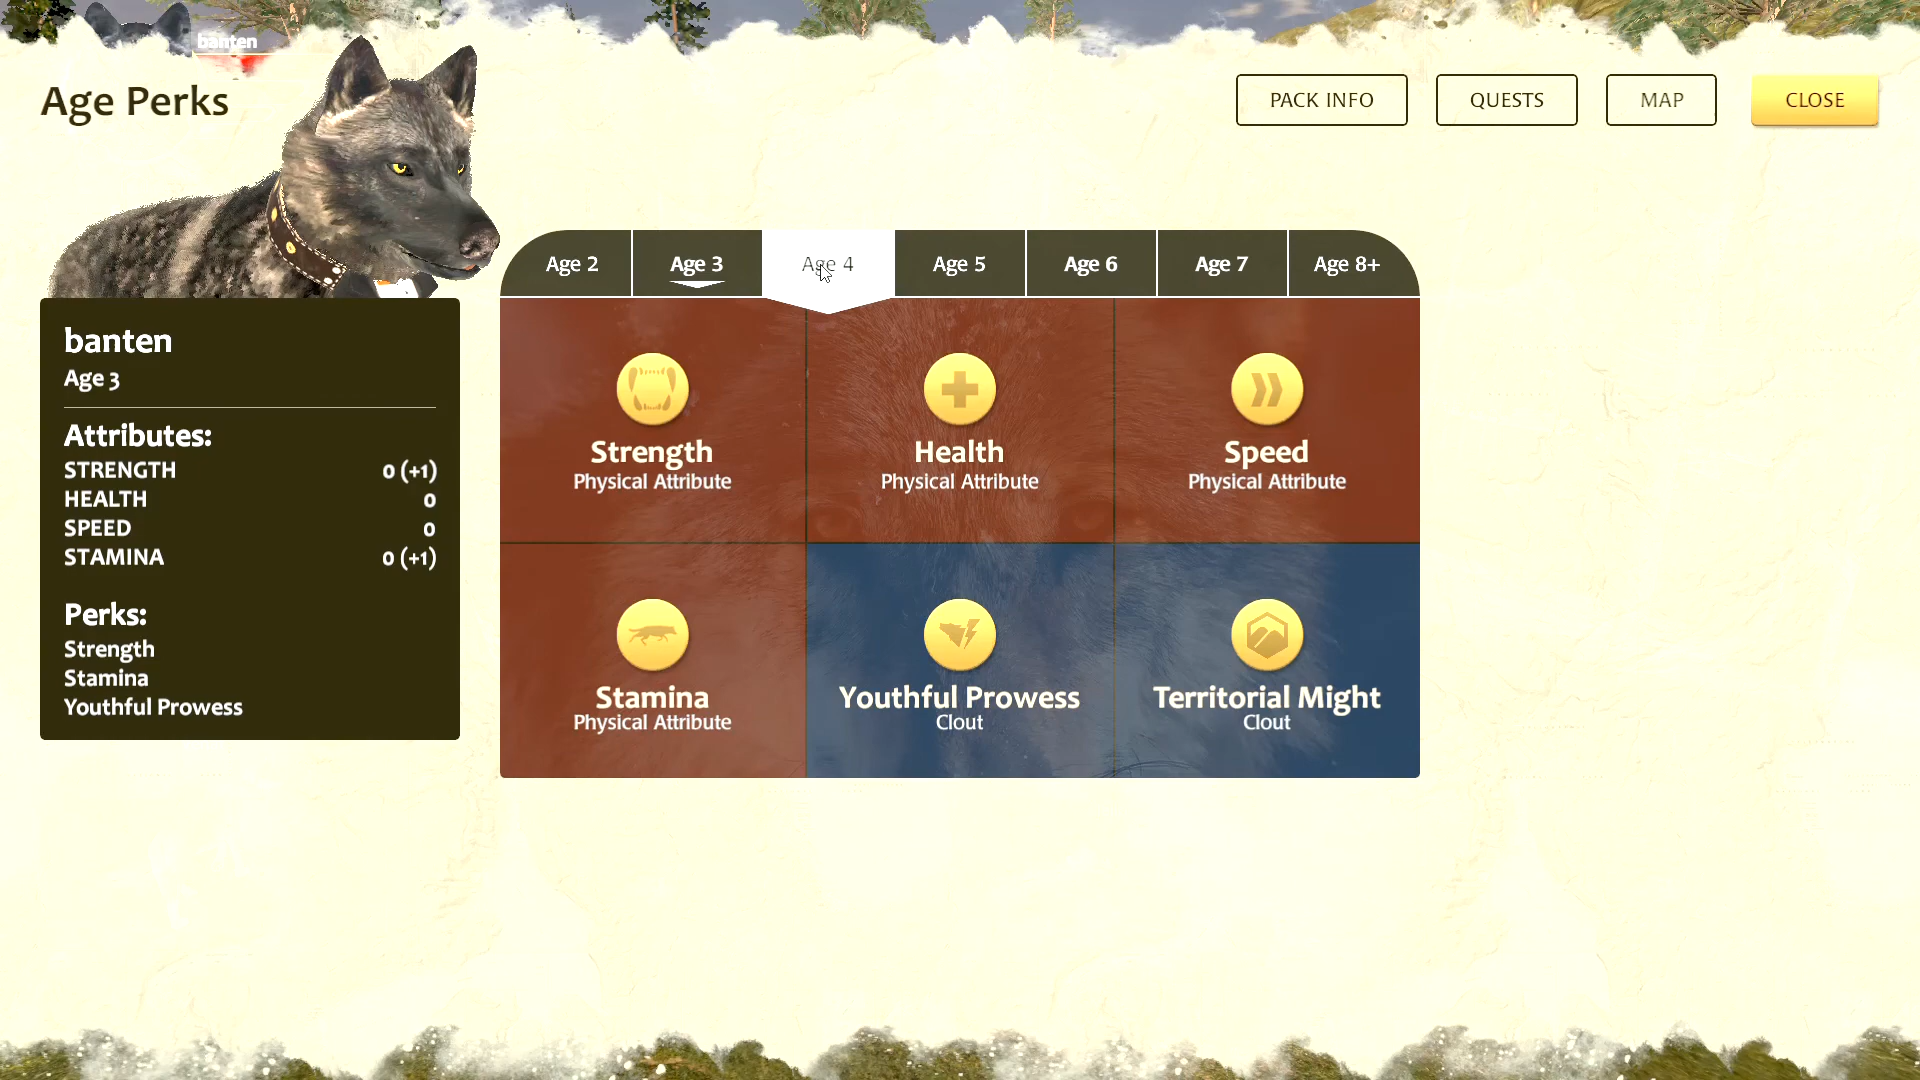 banten
Age Perks
PACK INFO
QUESTS
MAP
CLOSE
Age 2
Age 3
Age 4
Age 5
Age 6
Age 7
Age 8+
banten
Age 3
Attributes:
STRENGTH 0 (+1)
HEALTH 0
SPEED 0
STAMINA 0 (+1)
Perks:
Strength
Stamina
Youthful Prowess
Strength
Physical Attribute
Health
Physical Attribute
Speed
Physical Attribute
Stamina
Physical Attribute
Youthful Prowess
Clout
Territorial Might
Clout